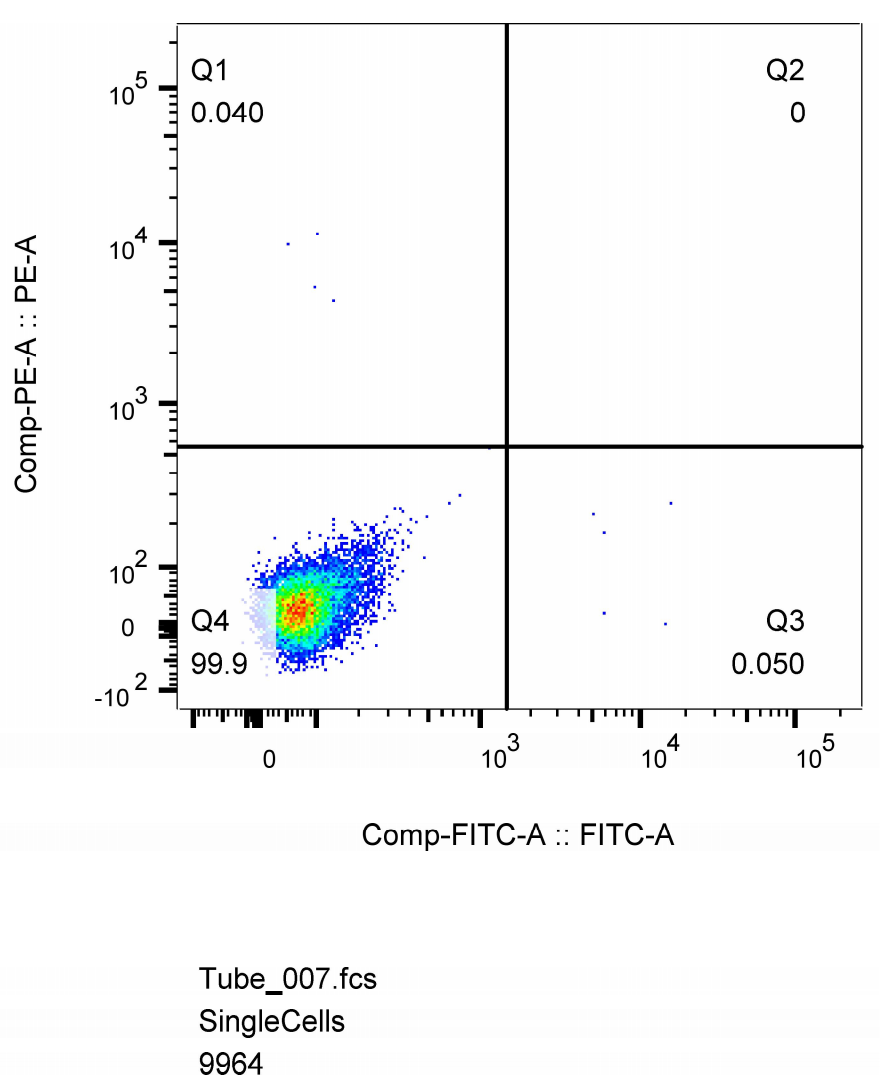 Q1
0.040
Q2
0
10^5
10^4
10^3
10^2
0
-10^2
Comp-PE-A :: PE-A
Q4
99.9
Q3
0.050
0
10^3
10^4
10^5
Comp-FITC-A :: FITC-A
Tube_007.fcs
SingleCells
9964